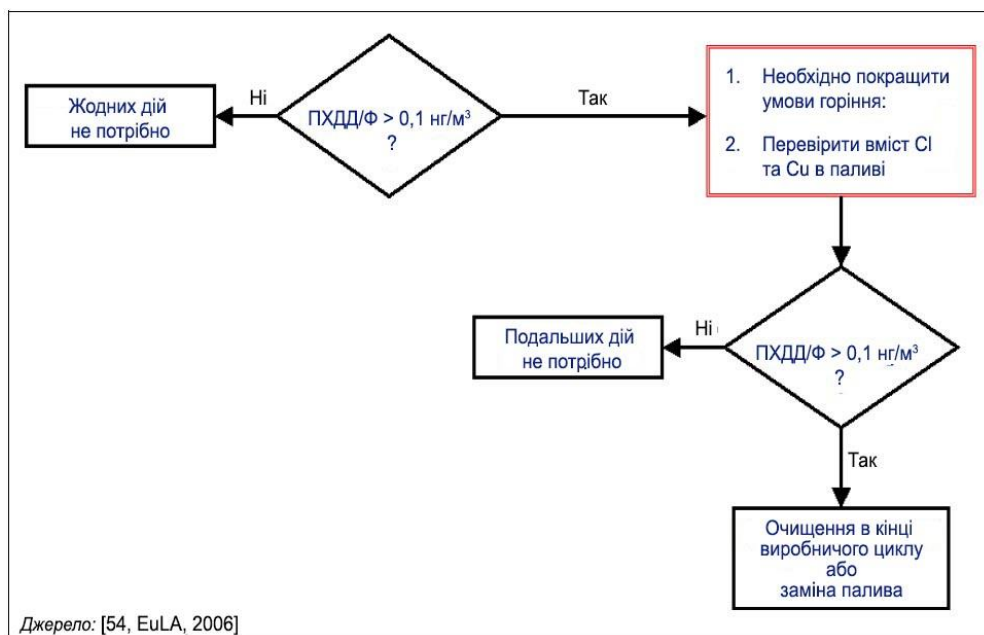 Жодних дій
не потрібно
Ні
ПХДД/Ф > 0,1 нг/м³
?
Так
1. Необхідно покращити
умови горіння:
2. Перевірити вміст Cl
та Cu в паливі
Подальших дій
не потрібно
Ні
ПХДД/Ф > 0,1 нг/м³
?
Так
Очищення в кінці
виробничого циклу
або
заміна палива
Джерело: [54, EuLA, 2006]